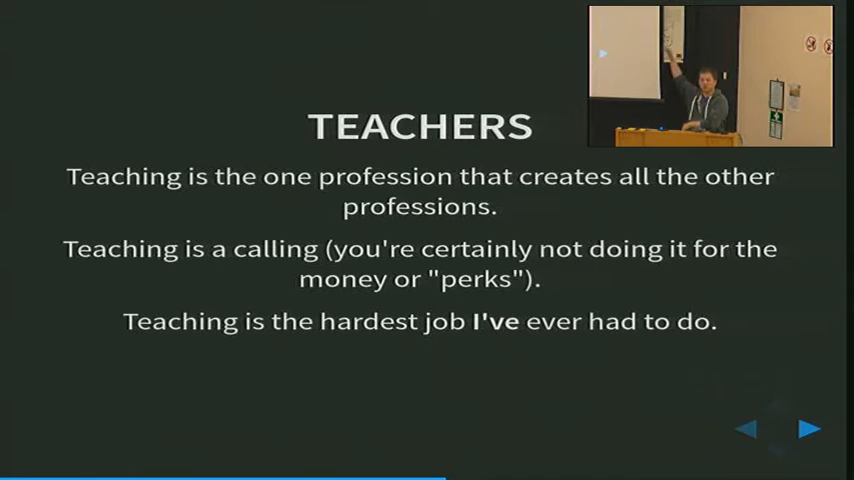 TEACHERS
Teaching is the one profession that creates all the other
professions.
Teaching is a calling (you're certainly not doing it for the
money or "perks").
Teaching is the hardest job I've ever had to do.